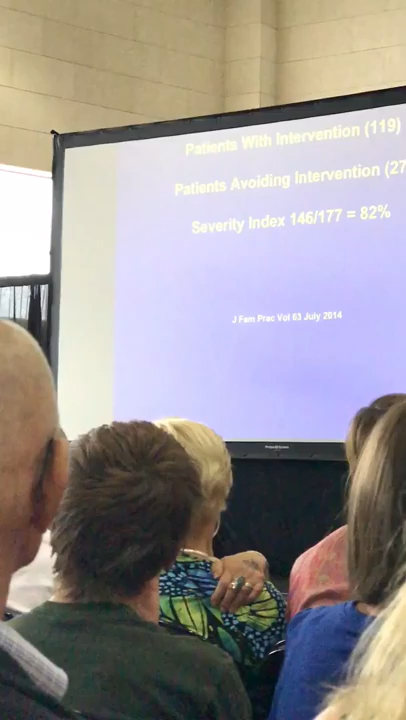 Patients With Intervention (119)
Patients Avoiding Intervention (27
Severity Index 146/177 = 82%
J Fam Prac Vol 63 July 2014